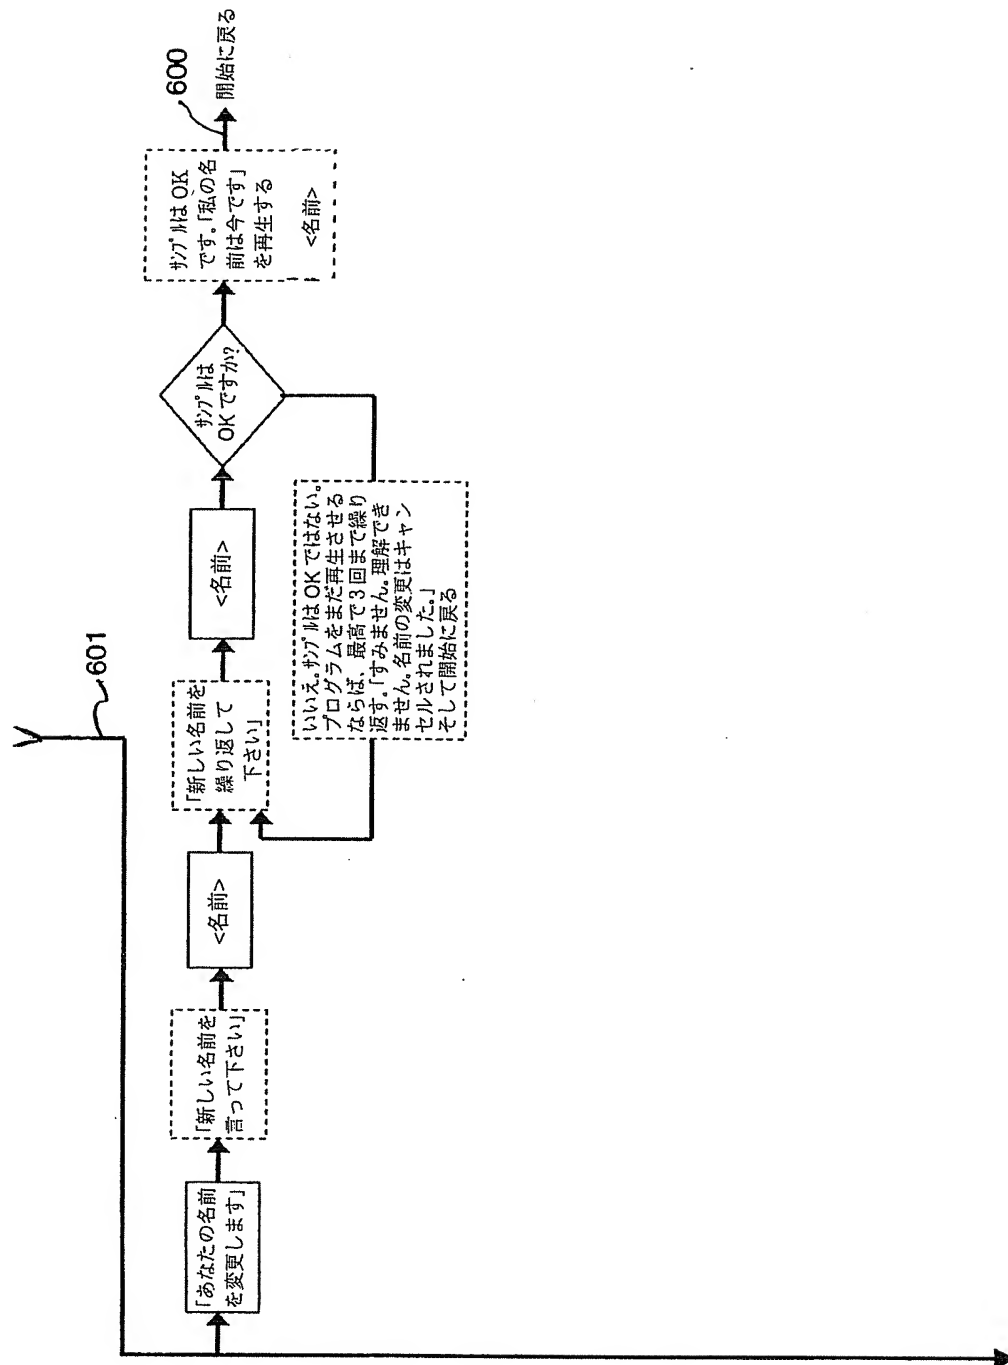 601
「あなたの名前
を変更します」
「新しい名前を
言って下さい」
<名前>
「新しい名前を
繰り返して
下さい」
<名前>
サンプルは
OKですか?
サンプルはOK
です。「私の名
前は今です」
を再生する
<名前>
600
開始に戻る
いいえ。サンプルはOKではない。
プログラムをまだ再生させる
ならば、最高で3回まで繰り
返す。「すみません。理解でき
ません。名前の変更はキャン
セルされました。」
そして開始に戻る